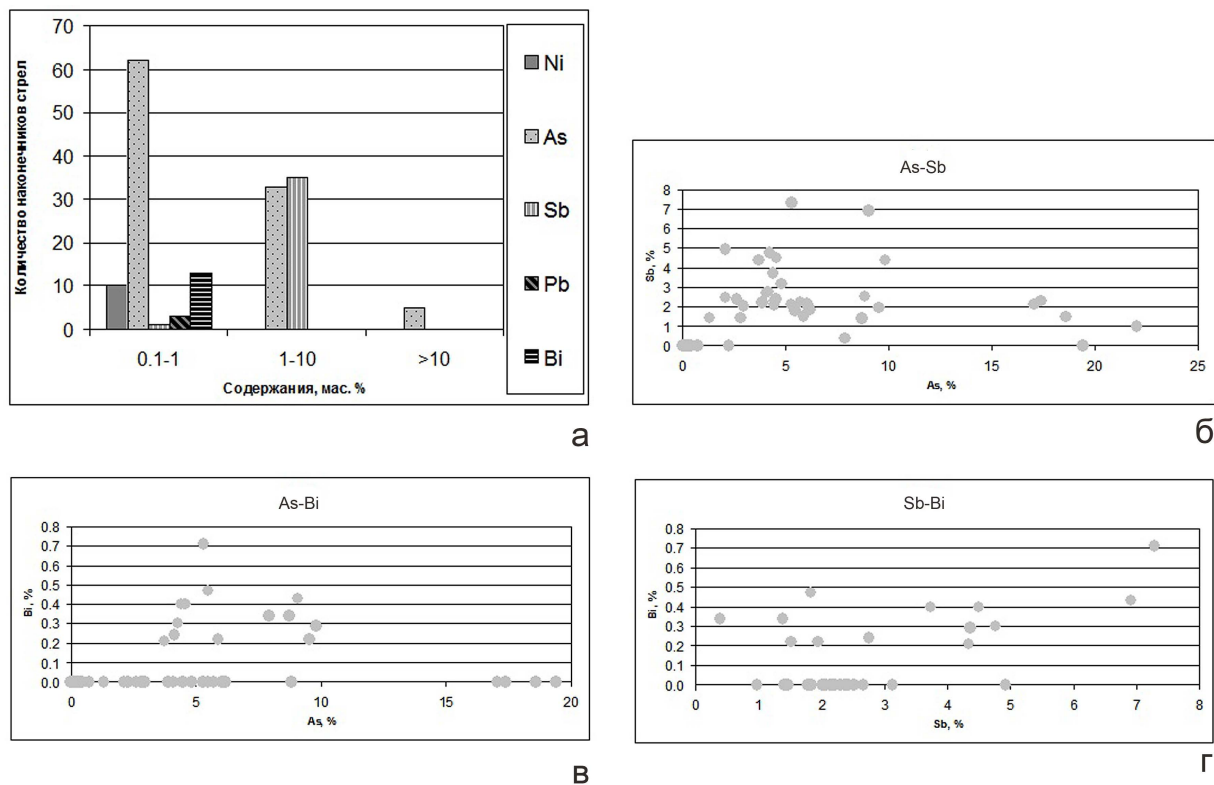 70
60
50
40
30
20
10
0
Количество наконечников стрел
0.1-1 1-10 >10
Содержания, мас. %
Ni
As
Sb
Pb
Bi
а
As-Sb
8
7
6
5
4
3
2
1
0
Sb, %
0 5 10 15 20 25
As, %
б
As-Bi
0.8
0.7
0.6
0.5
0.4
0.3
0.2
0.1
0.0
Bi, %
0 5 10 15 20
As, %
в
Sb-Bi
0.8
0.7
0.6
0.5
0.4
0.3
0.2
0.1
0.0
Bi, %
0 1 2 3 4 5 6 7 8
Sb, %
г